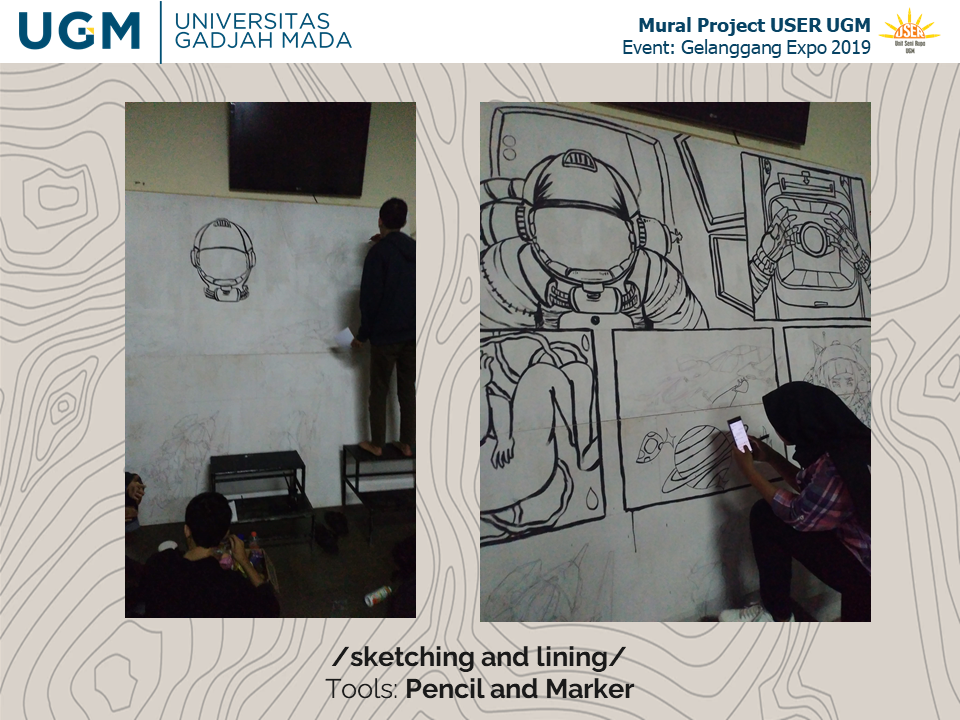 UGM
UNIVERSITAS
GADJAH MADA
Mural Project USER UGM
Event: Gelanggang Expo 2019
USER
Unit Seni Rupa
UGM
/sketching and lining/
Tools: Pencil and Marker